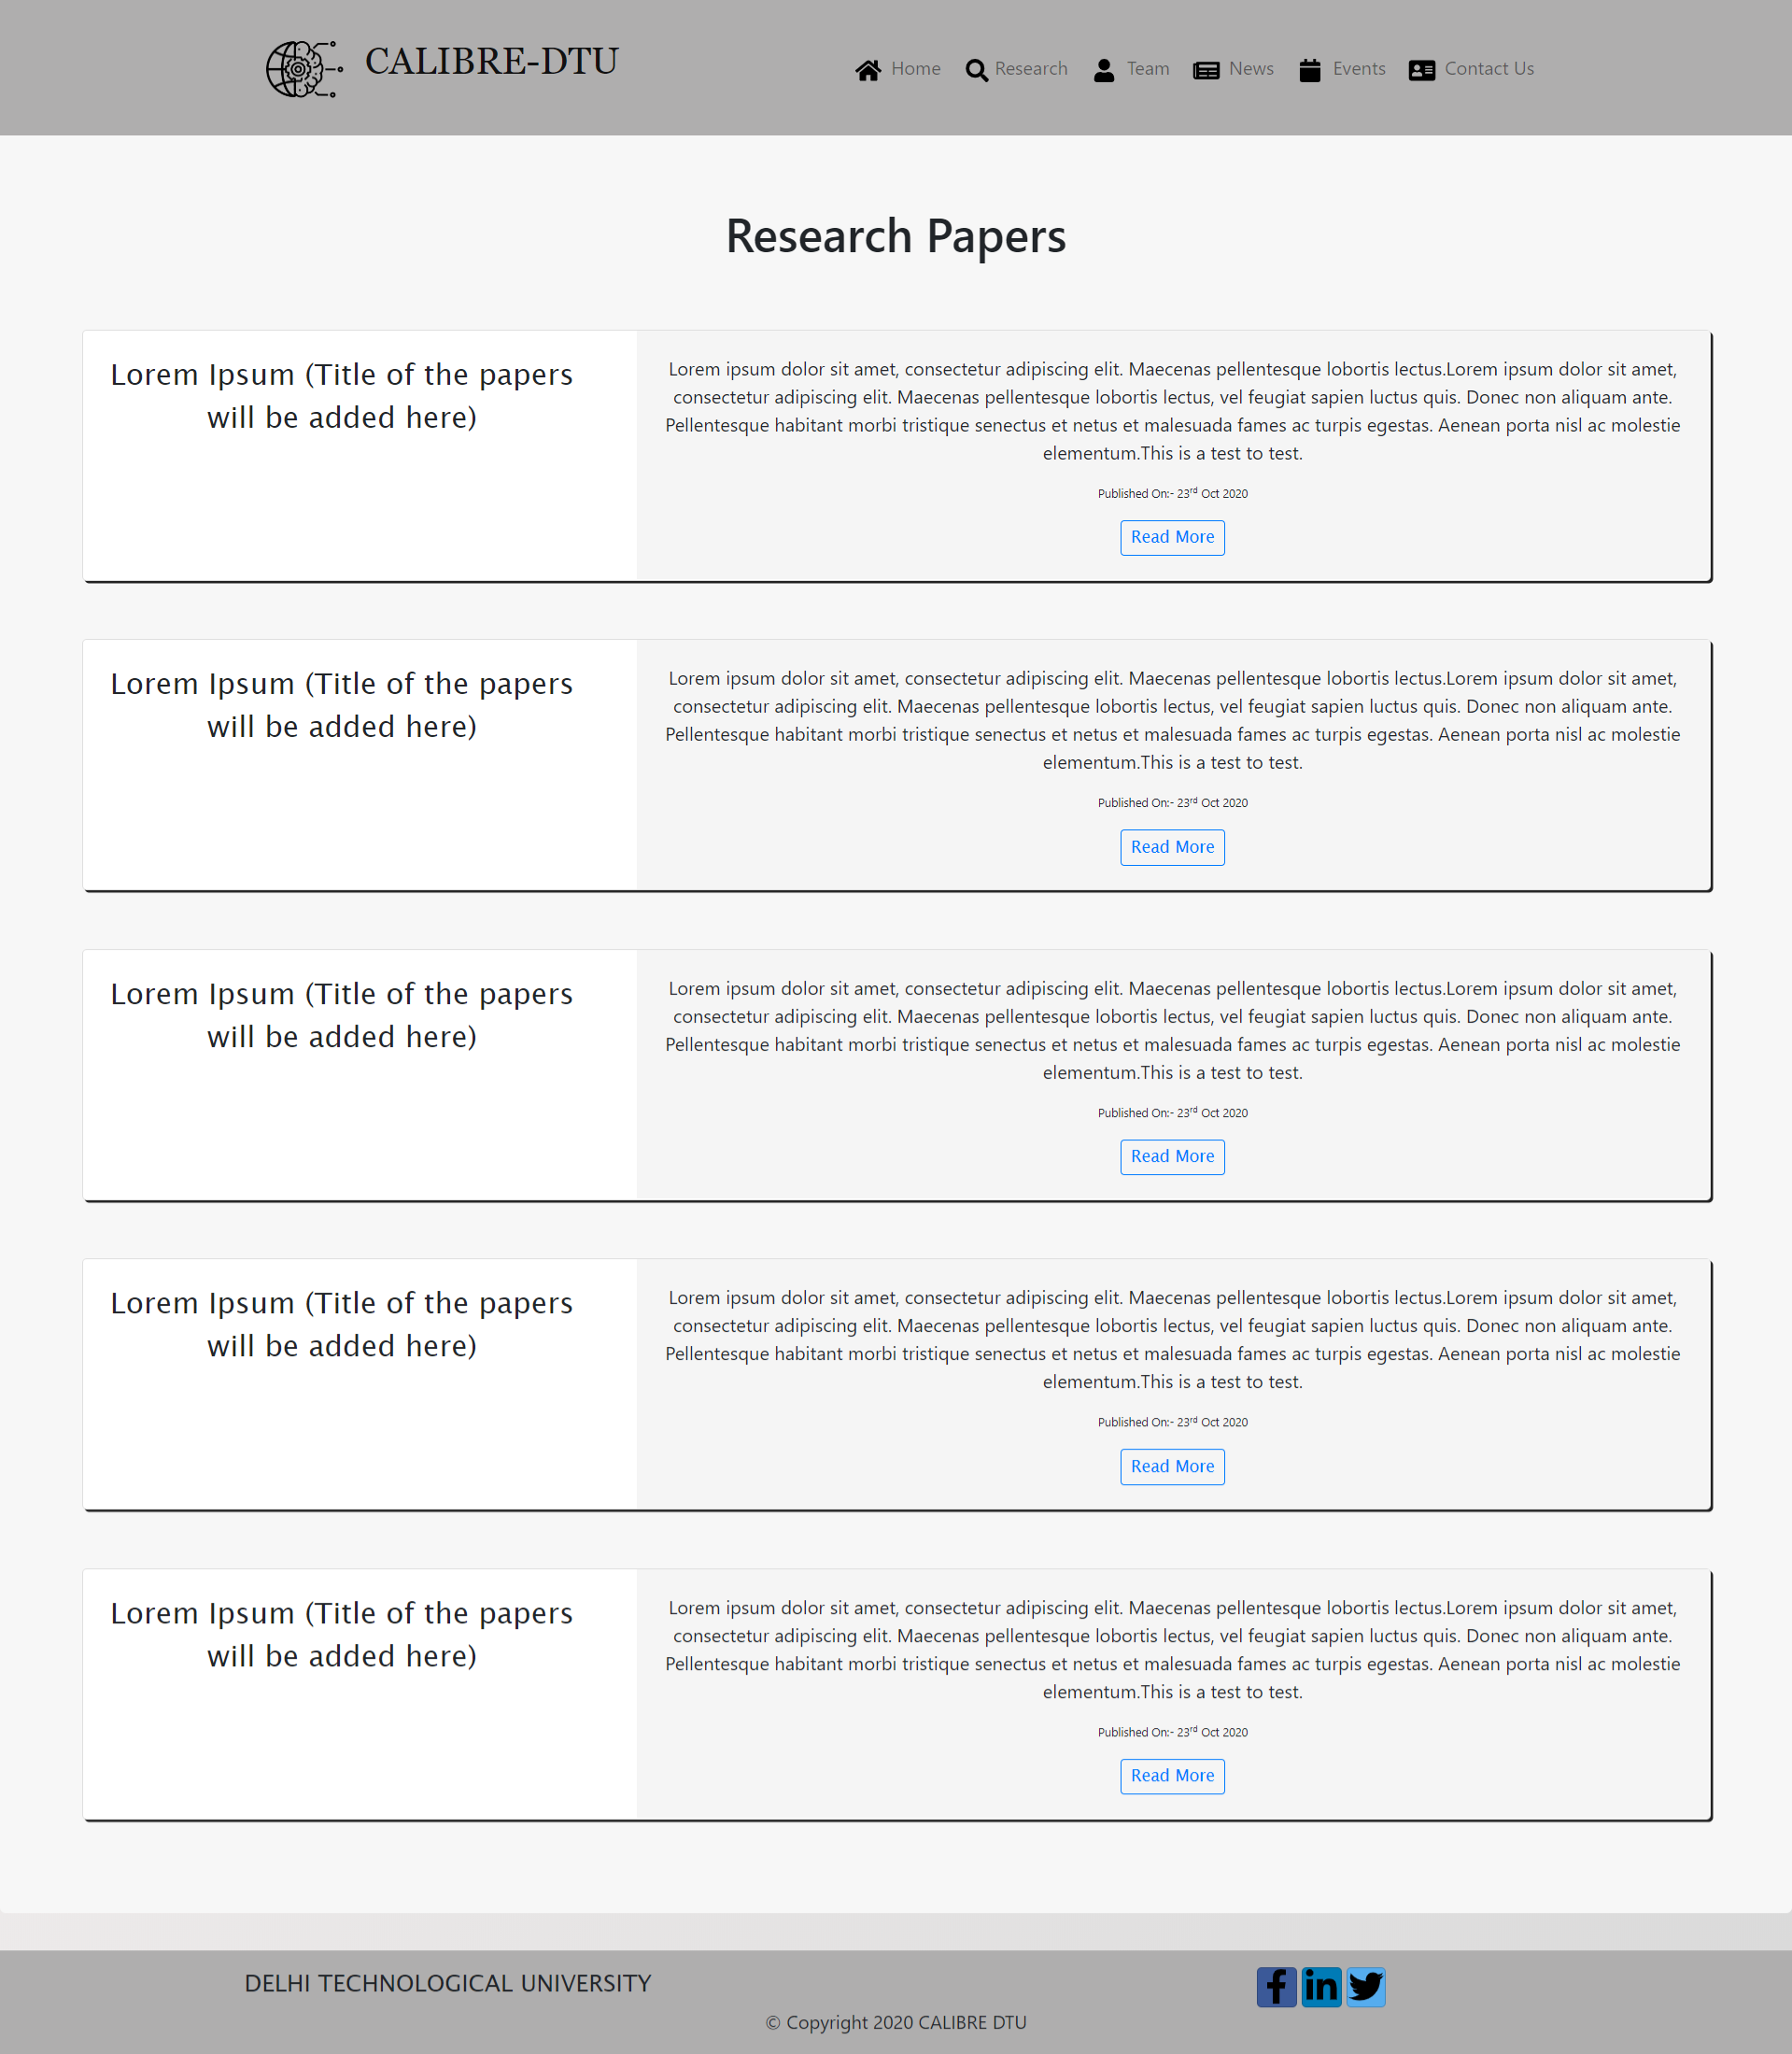 CALIBRE-DTU
Home Research Team News Events Contact Us
Research Papers
Lorem Ipsum (Title of the papers
will be added here)
Lorem ipsum dolor sit amet, consectetur adipiscing elit. Maecenas pellentesque lobortis lectus.Lorem ipsum dolor sit amet,
consectetur adipiscing elit. Maecenas pellentesque lobortis lectus, vel feugiat sapien luctus quis. Donec non aliquam ante.
Pellentesque habitant morbi tristique senectus et netus et malesuada fames ac turpis egestas. Aenean porta nisl ac molestie
elementum.This is a test to test.
Published On:- 23rd Oct 2020
Read More
Lorem Ipsum (Title of the papers
will be added here)
Lorem ipsum dolor sit amet, consectetur adipiscing elit. Maecenas pellentesque lobortis lectus.Lorem ipsum dolor sit amet,
consectetur adipiscing elit. Maecenas pellentesque lobortis lectus, vel feugiat sapien luctus quis. Donec non aliquam ante.
Pellentesque habitant morbi tristique senectus et netus et malesuada fames ac turpis egestas. Aenean porta nisl ac molestie
elementum.This is a test to test.
Published On:- 23rd Oct 2020
Read More
Lorem Ipsum (Title of the papers
will be added here)
Lorem ipsum dolor sit amet, consectetur adipiscing elit. Maecenas pellentesque lobortis lectus.Lorem ipsum dolor sit amet,
consectetur adipiscing elit. Maecenas pellentesque lobortis lectus, vel feugiat sapien luctus quis. Donec non aliquam ante.
Pellentesque habitant morbi tristique senectus et netus et malesuada fames ac turpis egestas. Aenean porta nisl ac molestie
elementum.This is a test to test.
Published On:- 23rd Oct 2020
Read More
Lorem Ipsum (Title of the papers
will be added here)
Lorem ipsum dolor sit amet, consectetur adipiscing elit. Maecenas pellentesque lobortis lectus.Lorem ipsum dolor sit amet,
consectetur adipiscing elit. Maecenas pellentesque lobortis lectus, vel feugiat sapien luctus quis. Donec non aliquam ante.
Pellentesque habitant morbi tristique senectus et netus et malesuada fames ac turpis egestas. Aenean porta nisl ac molestie
elementum.This is a test to test.
Published On:- 23rd Oct 2020
Read More
Lorem Ipsum (Title of the papers
will be added here)
Lorem ipsum dolor sit amet, consectetur adipiscing elit. Maecenas pellentesque lobortis lectus.Lorem ipsum dolor sit amet,
consectetur adipiscing elit. Maecenas pellentesque lobortis lectus, vel feugiat sapien luctus quis. Donec non aliquam ante.
Pellentesque habitant morbi tristique senectus et netus et malesuada fames ac turpis egestas. Aenean porta nisl ac molestie
elementum.This is a test to test.
Published On:- 23rd Oct 2020
Read More
DELHI TECHNOLOGICAL UNIVERSITY
© Copyright 2020 CALIBRE DTU